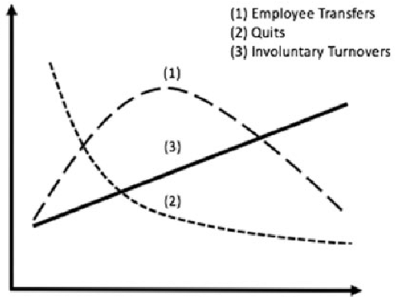 (1) Employee Transfers
(2) Quits
(3) Involuntary Turnovers
(1)
(3)
(2)